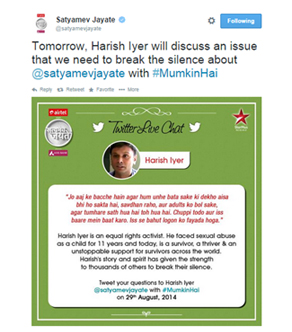 Satyamev Jayate
@satyamevjayate
Following
Tomorrow, Harish Iyer will discuss an issue
that we need to break the silence about
@satyamevjayate with #MumkinHai
Reply Retweet Favorite More
airtel
Twitter Live Chat
Harish Iyer
"Jo aaj ke bacche hain agar hum unhe bata sake ki dekho aisa
bhi ho sakta hai, savdhan raho, aur adults ko bol sake,
agar tumhare sath hua hai toh hua hai. Chuppi todo aur iss
baare mein baat karo. Iss se bahut logon ko fayada hoga."
Harish Iyer is an equal rights activist. He faced sexual abuse
as a child for 11 years and today, is a survivor, a thriver & an
unstoppable support for survivors across the world.
Harish's story and spirit has given the strength
to thousands of others to break their silence.
Tweet your questions to Harish Iyer
@satyamevjayate with #MumkinHai
on 29th August, 2014